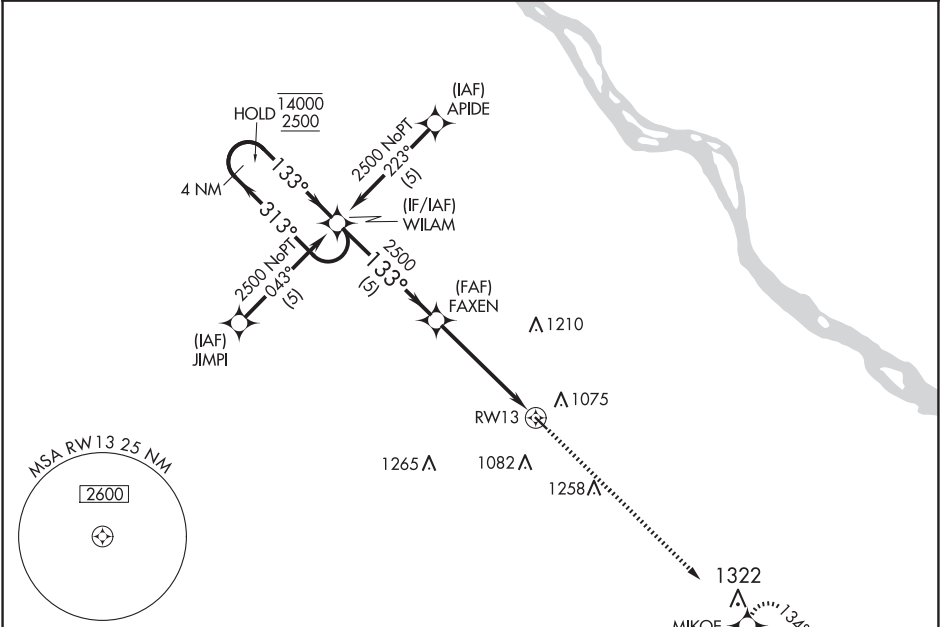 (IAF)
APIDE
HOLD 14000
2500
2500 NoPT
223°
(5)
133°
4 NM
(IF/IAF)
WILAM
313°
2500 NoPT
043°
(5)
2500
133°
(5)
(FAF)
FAXEN
(IAF)
JIMPI
1210
1075
RW13
1265
1082
1258
MSA RW13 25 NM
2600
1322
134°